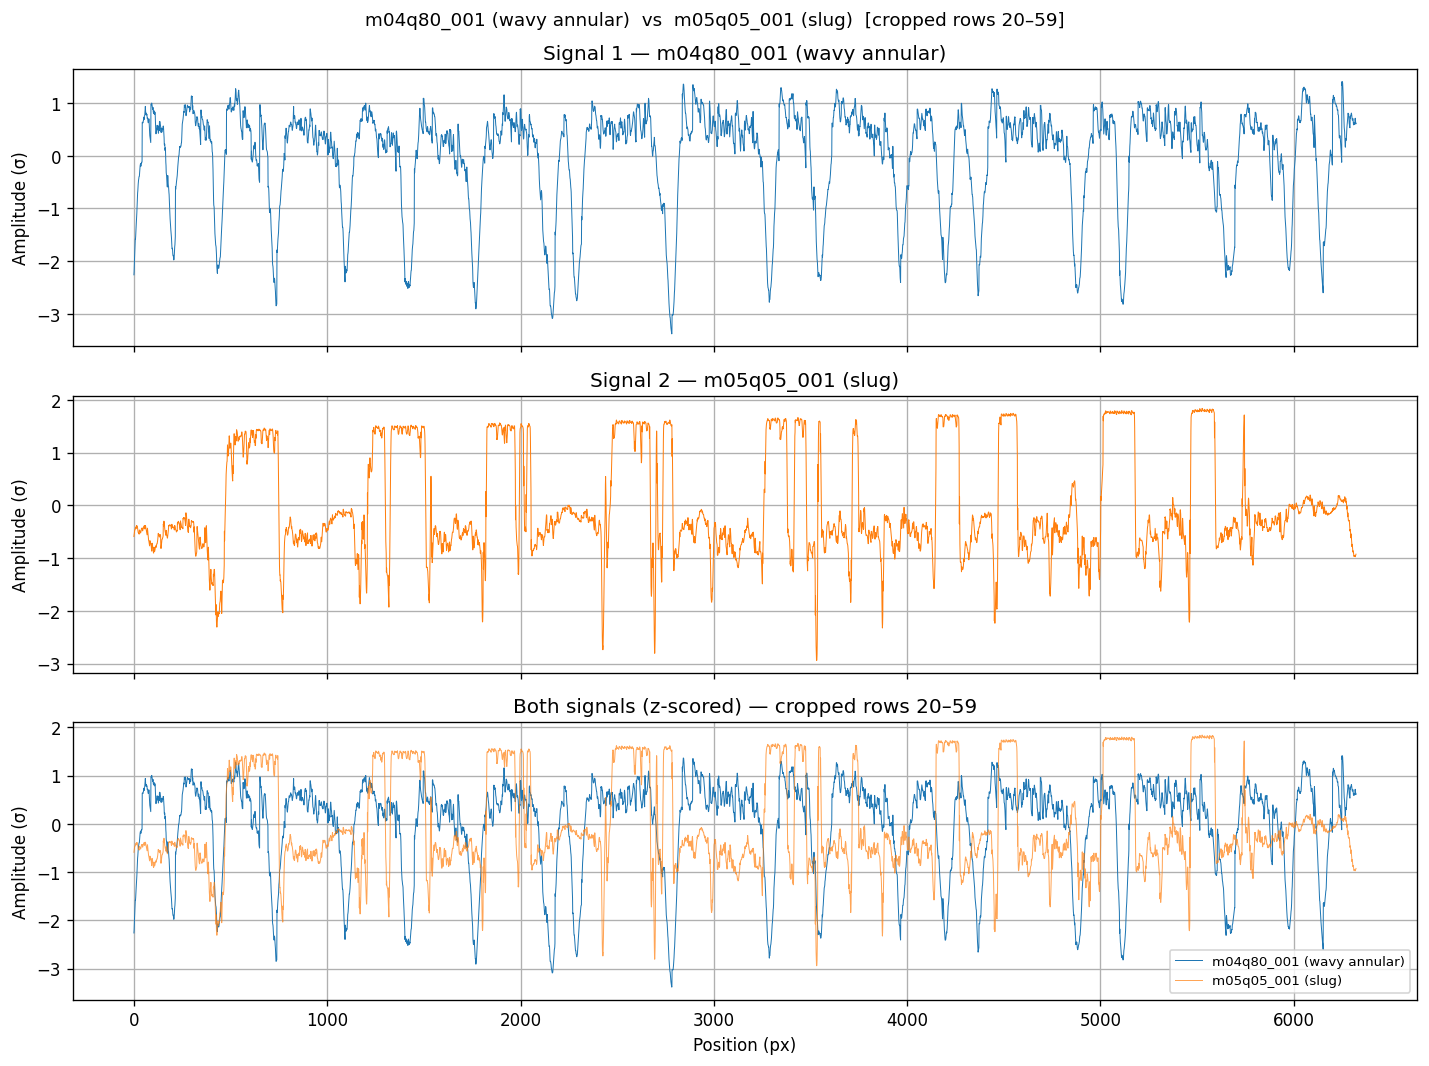 m04q80_001 (wavy annular)  vs  m05q05_001 (slug)  [cropped rows 20–59]
Signal 1 — m04q80_001 (wavy annular)
1
0
−1
−2
−3
Amplitude (σ)
Signal 2 — m05q05_001 (slug)
2
1
0
−1
−2
−3
Amplitude (σ)
Both signals (z-scored) — cropped rows 20–59
2
1
0
−1
−2
−3
Amplitude (σ)
m04q80_001 (wavy annular)
m05q05_001 (slug)
0 1000 2000 3000 4000 5000 6000
Position (px)